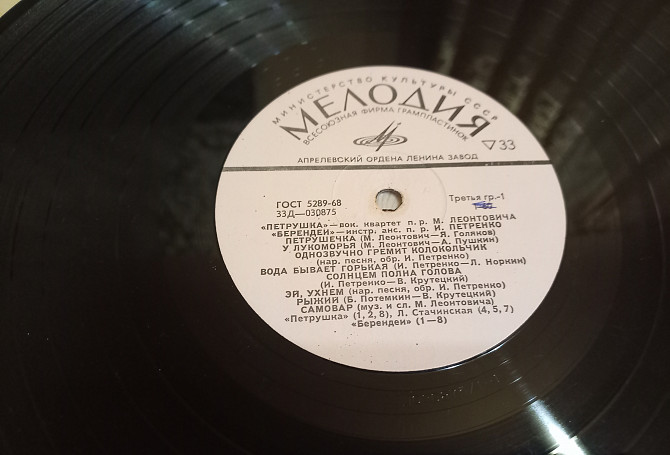 МИНИСТЕРСТВО КУЛЬТУРЫ СССР
МЕЛОДИЯ
ВСЕСОЮЗНАЯ ФИРМА ГРАМПЛАСТИНОК
33
АПРЕЛЕВСКИЙ ОРДЕНА ЛЕНИНА ЗАВОД
ГОСТ 5289-68
33Д—030875
Третья гр.-1
«ПЕТРУШКА»—вок. квартет п. р. М. ЛЕОНТОВИЧА
«БЕРЕНДЕИ»—инстр. анс. п. р. И. ПЕТРЕНКО
ПЕТРУШЕЧКА (М. Леонтович—Я. Голяков)
У ЛУКОМОРЬЯ (М. Леонтович—А. Пушкин)
ОДНОЗВУЧНО ГРЕМИТ КОЛОКОЛЬЧИК
(нар. песня, обр. И. Петренко)
ВОДА БЫВАЕТ ГОРЬКАЯ (И. Петренко—Л. Норкин)
СОЛНЦЕМ ПОЛНА ГОЛОВА
(И. Петренко—В. Крутецкий)
ЭЙ, УХНЕМ (нар. песня, обр. И. Петренко)
РЫЖИЙ (Б. Потемкин—В. Крутецкий)
САМОВАР (муз. и сл. М. Леонтовича)
«Петрушка» (1, 2, 8), Л. Стачинская (4, 5, 7)
«Берендеи» (1—8)